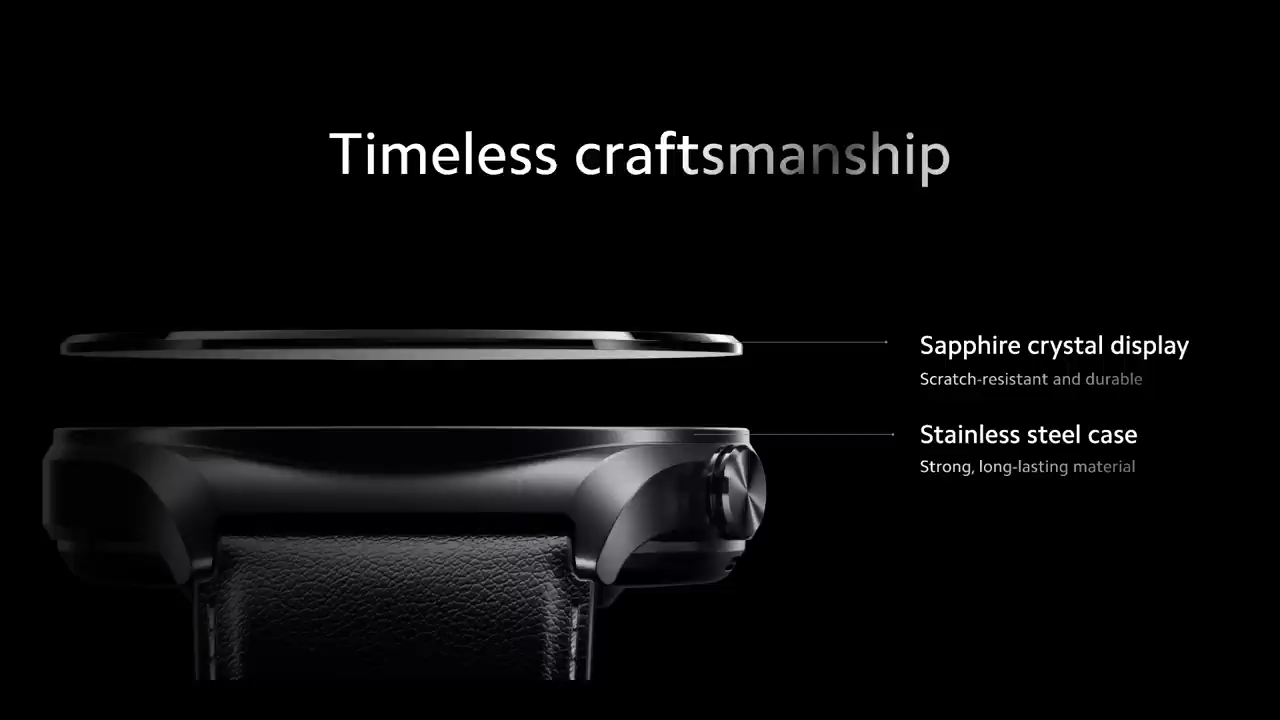 Timeless craftsmanship
Sapphire crystal display
Scratch-resistant and durable
Stainless steel case
Strong, long-lasting material